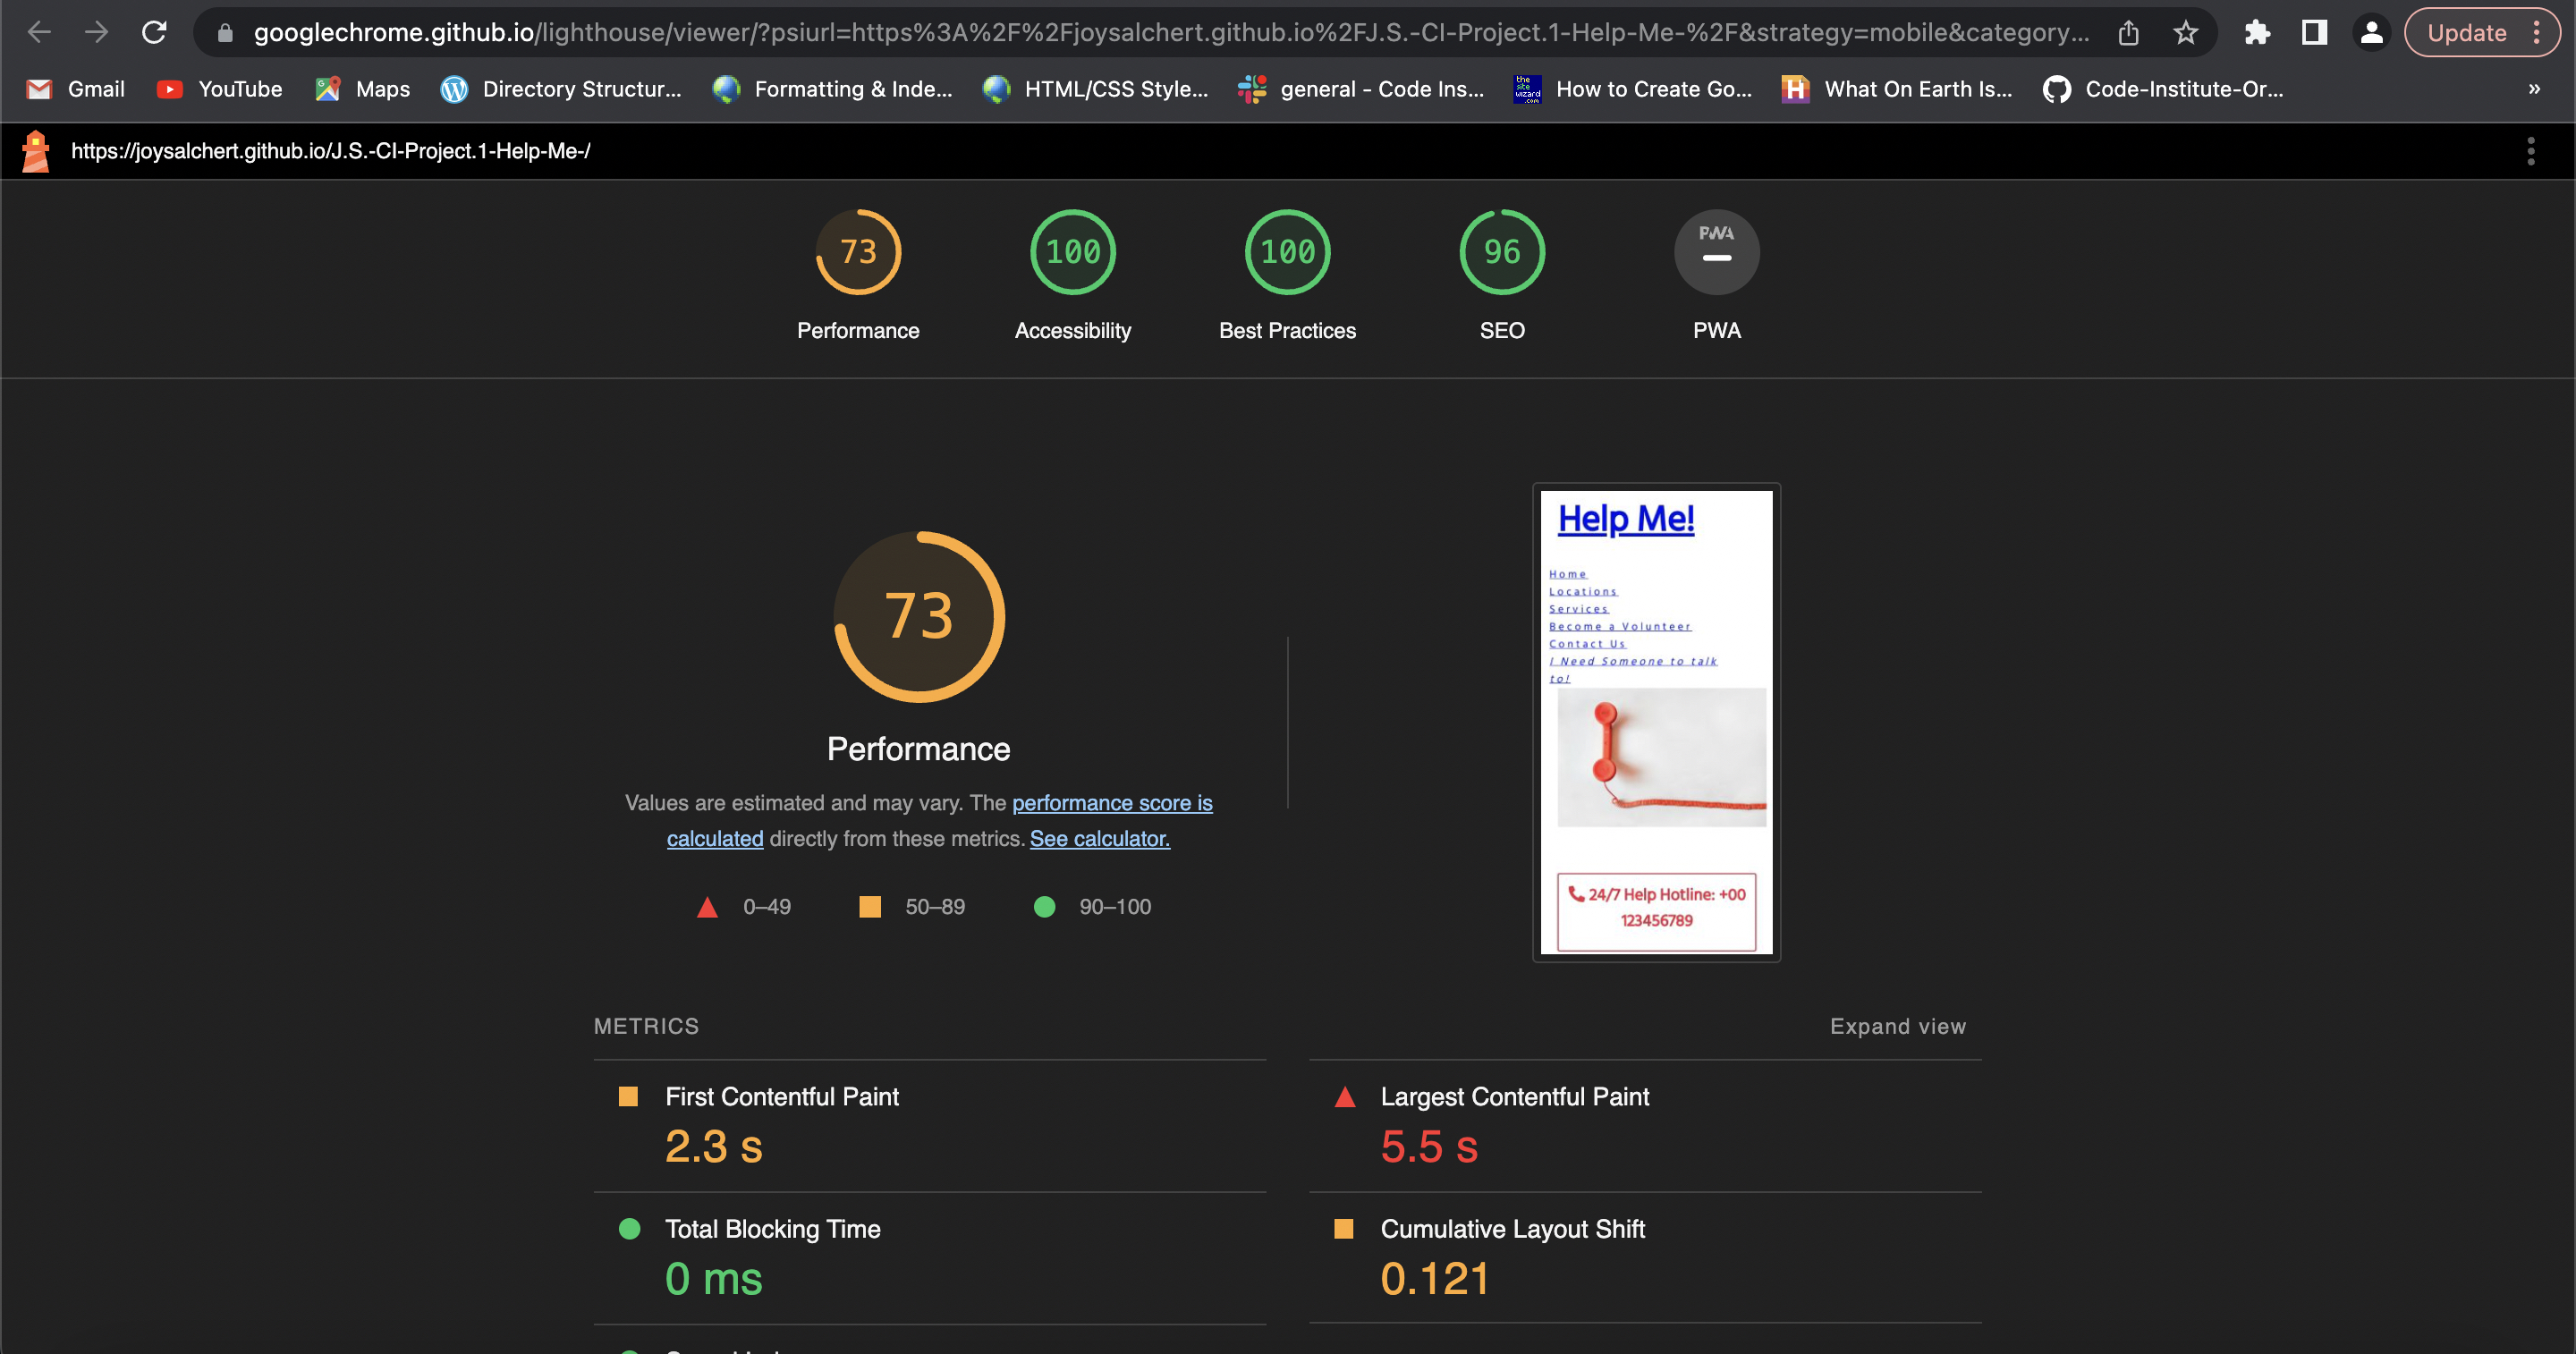 googlechrome.github.io/lighthouse/viewer/?psiurl=https%3A%2F%2Fjoysalchert.github.io%2FJ.S.-CI-Project.1-Help-Me-%2F&strategy=mobile&category...
Update
Gmail YouTube Maps Directory Structur... Formatting & Inde... HTML/CSS Style... general - Code Ins... the site wizard .com How to Create Go... What On Earth Is... Code-Institute-Or... »
https://joysalchert.github.io/J.S.-CI-Project.1-Help-Me-/
73 100 100 96 PWA
Performance Accessibility Best Practices SEO PWA
73
Performance
Values are estimated and may vary. The performance score is
calculated directly from these metrics. See calculator.
0–49 50–89 90–100
Help Me!
Home
Locations
Services
Become a Volunteer
Contact Us
I Need Someone to talk
to!
24/7 Help Hotline: +00
123456789
METRICS
Expand view
First Contentful Paint
2.3 s
Largest Contentful Paint
5.5 s
Total Blocking Time
0 ms
Cumulative Layout Shift
0.121